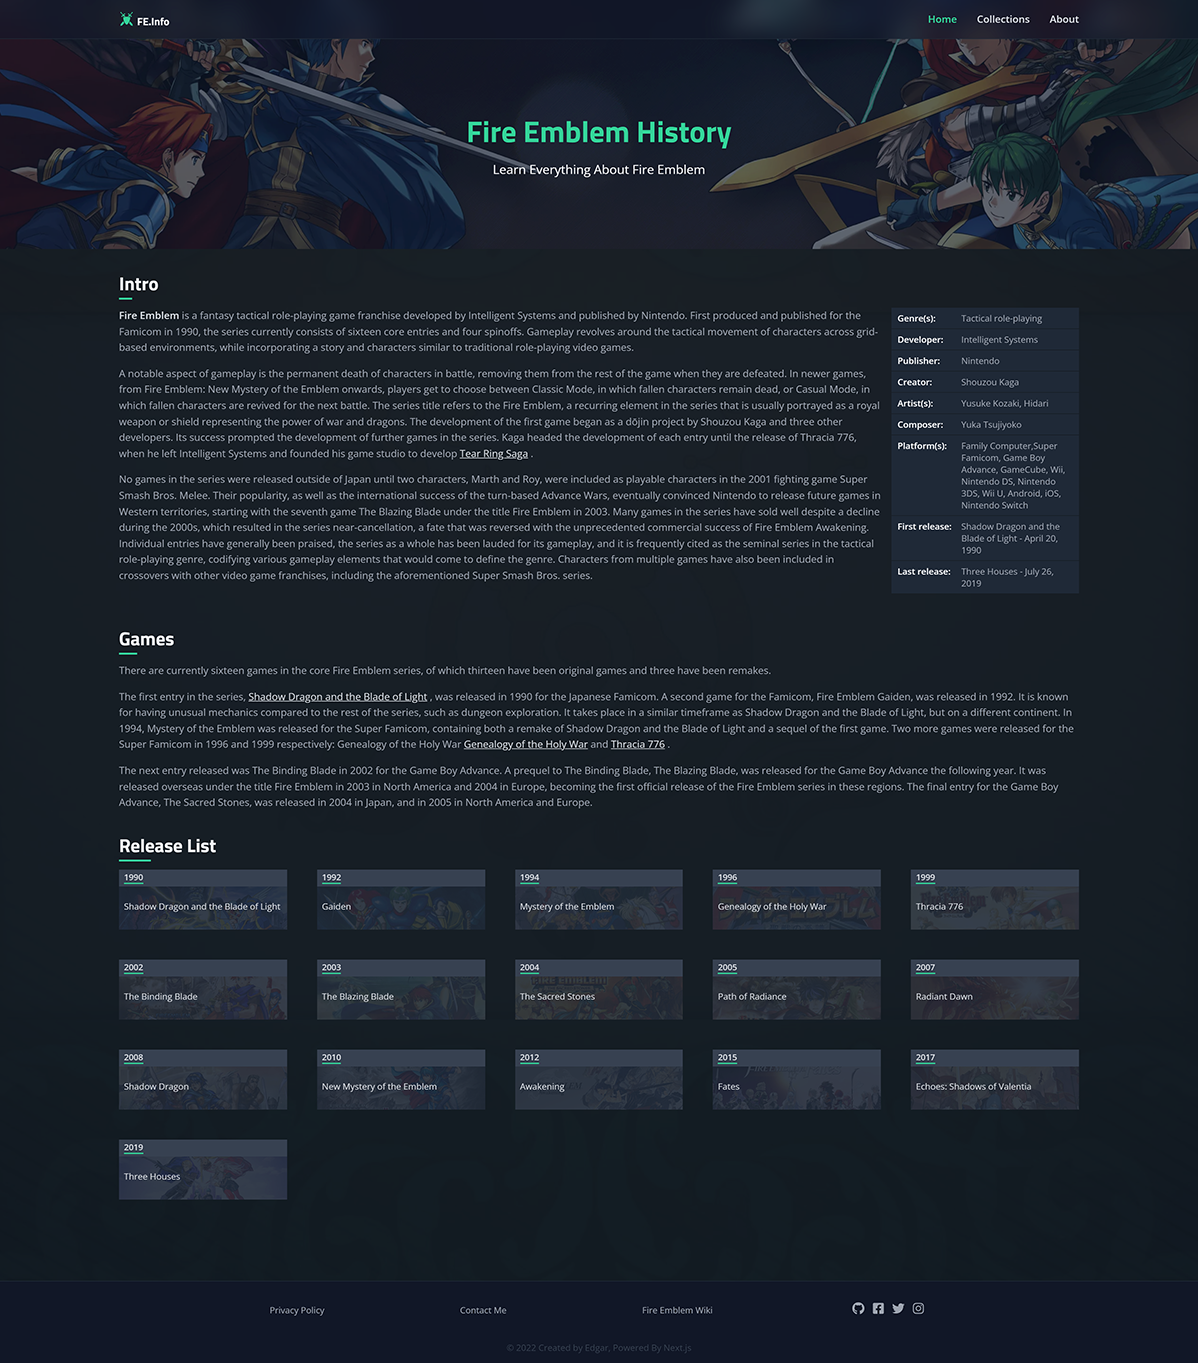 FE.Info
Home Collections About
Fire Emblem History
Learn Everything About Fire Emblem
Intro
Fire Emblem is a fantasy tactical role-playing game franchise developed by Intelligent Systems and published by Nintendo. First produced and published for the
Famicom in 1990, the series currently consists of sixteen core entries and four spinoffs. Gameplay revolves around the tactical movement of characters across grid-
based environments, while incorporating a story and characters similar to traditional role-playing video games.
A notable aspect of gameplay is the permanent death of characters in battle, removing them from the rest of the game when they are defeated. In newer games,
from Fire Emblem: New Mystery of the Emblem onwards, players get to choose between Classic Mode, in which fallen characters remain dead, or Casual Mode, in
which fallen characters are revived for the next battle. The series title refers to the Fire Emblem, a recurring element in the series that is usually portrayed as a royal
weapon or shield representing the power of war and dragons. The development of the first game began as a dōjin project by Shouzou Kaga and three other
developers. Its success prompted the development of further games in the series. Kaga headed the development of each entry until the release of Thracia 776,
when he left Intelligent Systems and founded his game studio to develop Tear Ring Saga .
No games in the series were released outside of Japan until two characters, Marth and Roy, were included as playable characters in the 2001 fighting game Super
Smash Bros. Melee. Their popularity, as well as the international success of the turn-based Advance Wars, eventually convinced Nintendo to release future games in
Western territories, starting with the seventh game The Blazing Blade under the title Fire Emblem in 2003. Many games in the series have sold well despite a decline
during the 2000s, which resulted in the series near-cancellation, a fate that was reversed with the unprecedented commercial success of Fire Emblem Awakening.
Individual entries have generally been praised, the series as a whole has been lauded for its gameplay, and it is frequently cited as the seminal series in the tactical
role-playing genre, codifying various gameplay elements that would come to define the genre. Characters from multiple games have also been included in
crossovers with other video game franchises, including the aforementioned Super Smash Bros. series.
Genre(s): Tactical role-playing
Developer: Intelligent Systems
Publisher: Nintendo
Creator: Shouzou Kaga
Artist(s): Yusuke Kozaki, Hidari
Composer: Yuka Tsujiyoko
Platform(s): Family Computer,Super
Famicom, Game Boy
Advance, GameCube, Wii,
Nintendo DS, Nintendo
3DS, Wii U, Android, iOS,
Nintendo Switch
First release: Shadow Dragon and the
Blade of Light - April 20,
1990
Last release: Three Houses - July 26,
2019
Games
There are currently sixteen games in the core Fire Emblem series, of which thirteen have been original games and three have been remakes.
The first entry in the series, Shadow Dragon and the Blade of Light , was released in 1990 for the Japanese Famicom. A second game for the Famicom, Fire Emblem Gaiden, was released in 1992. It is known
for having unusual mechanics compared to the rest of the series, such as dungeon exploration. It takes place in a similar timeframe as Shadow Dragon and the Blade of Light, but on a different continent. In
1994, Mystery of the Emblem was released for the Super Famicom, containing both a remake of Shadow Dragon and the Blade of Light and a sequel of the first game. Two more games were released for the
Super Famicom in 1996 and 1999 respectively: Genealogy of the Holy War Genealogy of the Holy War and Thracia 776 .
The next entry released was The Binding Blade in 2002 for the Game Boy Advance. A prequel to The Binding Blade, The Blazing Blade, was released for the Game Boy Advance the following year. It was
released overseas under the title Fire Emblem in 2003 in North America and 2004 in Europe, becoming the first official release of the Fire Emblem series in these regions. The final entry for the Game Boy
Advance, The Sacred Stones, was released in 2004 in Japan, and in 2005 in North America and Europe.
Release List
1990
Shadow Dragon and the Blade of Light
1992
Gaiden
1994
Mystery of the Emblem
1996
Genealogy of the Holy War
1999
Thracia 776
2002
The Binding Blade
2003
The Blazing Blade
2004
The Sacred Stones
2005
Path of Radiance
2007
Radiant Dawn
2008
Shadow Dragon
2010
New Mystery of the Emblem
2012
Awakening
2015
Fates
2017
Echoes: Shadows of Valentia
2019
Three Houses
Privacy Policy Contact Me Fire Emblem Wiki
© 2022 Created by Edgar, Powered By Next.js